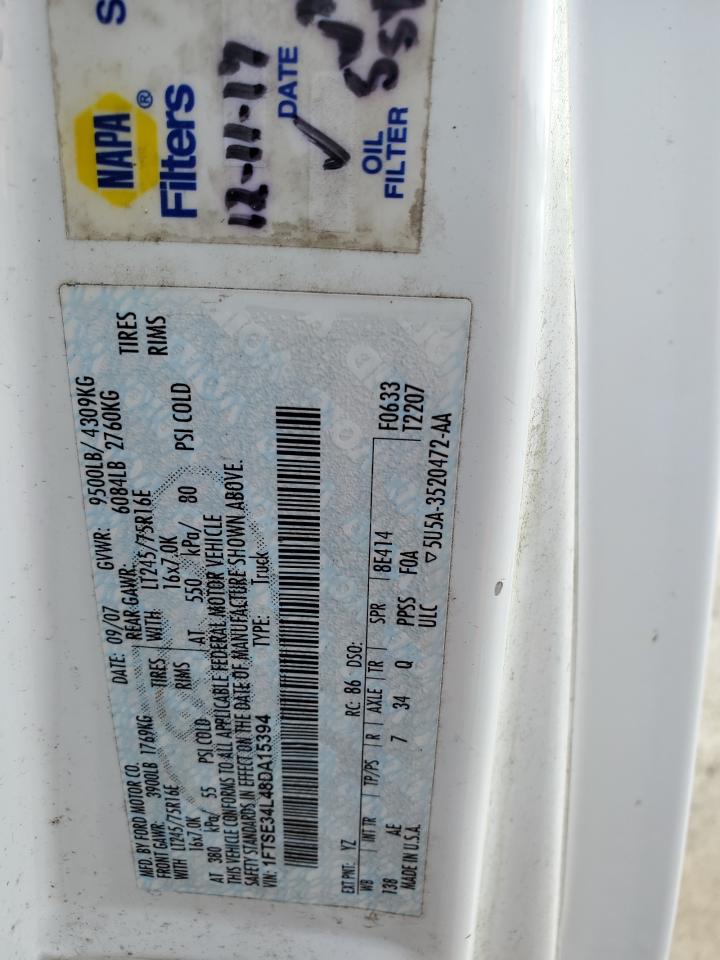 S
NAPA ®
Filters
12-11-17
DATE
OIL
FILTER
MFD. BY FORD MOTOR CO.
DATE: 09/07 GVWR: 9500LB/ 4309KG
FRONT GAWR: 3900LB 1769KG REAR GAWR: 6084LB 2760KG
WITH LT245/75R16E TIRES WITH: LT245/75R16E TIRES
16x7.0K RIMS 16x7.0K RIMS
AT 380 kPa/ 55 PSI COLD AT 550 kPa/ 80 PSI COLD
THIS VEHICLE CONFORMS TO ALL APPLICABLE FEDERAL MOTOR VEHICLE
SAFETY STANDARDS IN EFFECT ON THE DATE OF MANUFACTURE SHOWN ABOVE.
VIN: 1FTSE34L48DA15394 TYPE: Truck
F0633
T2207
EXT PNT: YZ RC: 86 DSO:
WB INT TR TP/PS R AXLE TR SPR
138 AE 7 34 Q PPSS 8E414 F0A
MADE IN U.S.A. ULC
▽5U5A-3520472-AA